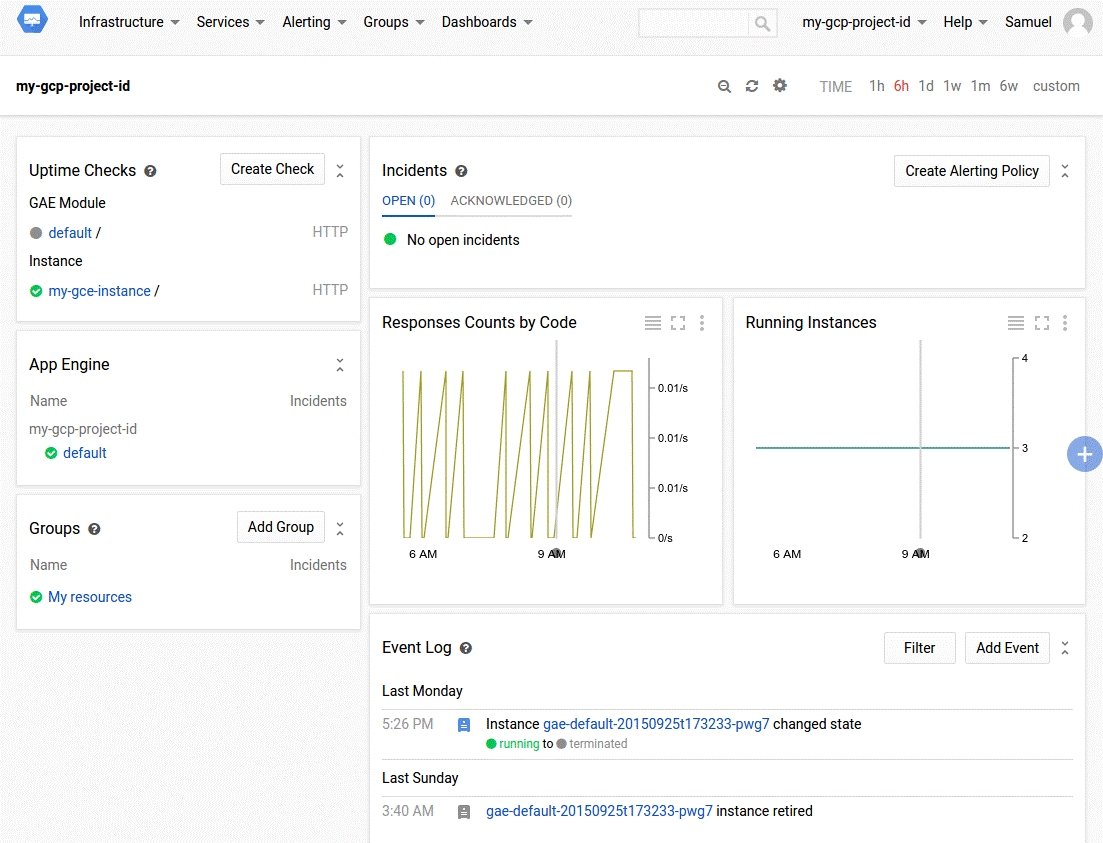 Infrastructure Services Alerting Groups Dashboards my-gcp-project-id Help Samuel
my-gcp-project-id TIME 1h 6h 1d 1w 1m 6w custom
Uptime Checks ? Create Check
GAE Module
default / HTTP
Instance
my-gce-instance / HTTP
App Engine
Name Incidents
my-gcp-project-id
default
Groups ? Add Group
Name Incidents
My resources
Incidents ? Create Alerting Policy
OPEN (0) ACKNOWLEDGED (0)
No open incidents
Responses Counts by Code
0.01/s
0.01/s
0.01/s
0/s
6 AM 9 AM
Running Instances
4
3
2
6 AM 9 AM
Event Log ? Filter Add Event
Last Monday
5:26 PM Instance gae-default-20150925t173233-pwg7 changed state
running to terminated
Last Sunday
3:40 AM gae-default-20150925t173233-pwg7 instance retired